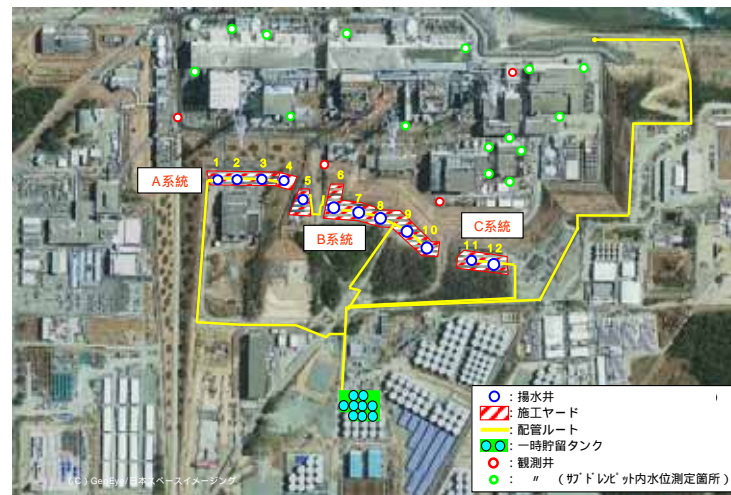 1 2 3 4
A系統
5 6
7 8 9 10
B系統
C系統
11 12
: 揚水井
: 施工ヤード
: 配管ルート
: 一時貯留タンク
: 観測井
: 〃 (サブドレンピット内水位測定箇所)
(C) GeoEye/日本スペースイメージング